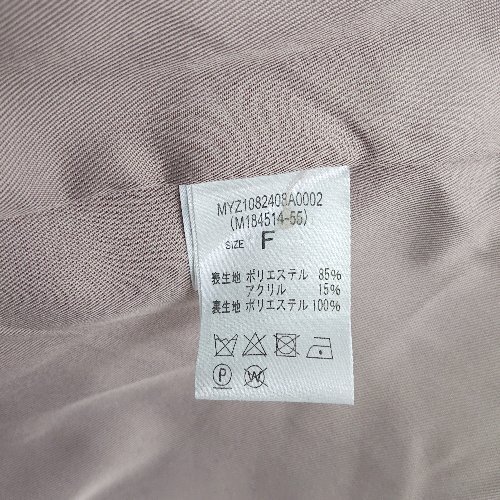 MYZ1082408A0002
(M184514-55)
SIZE F
表生地 ポリエステル 85%
アクリル 15%
裏生地 ポリエステル 100%
P W